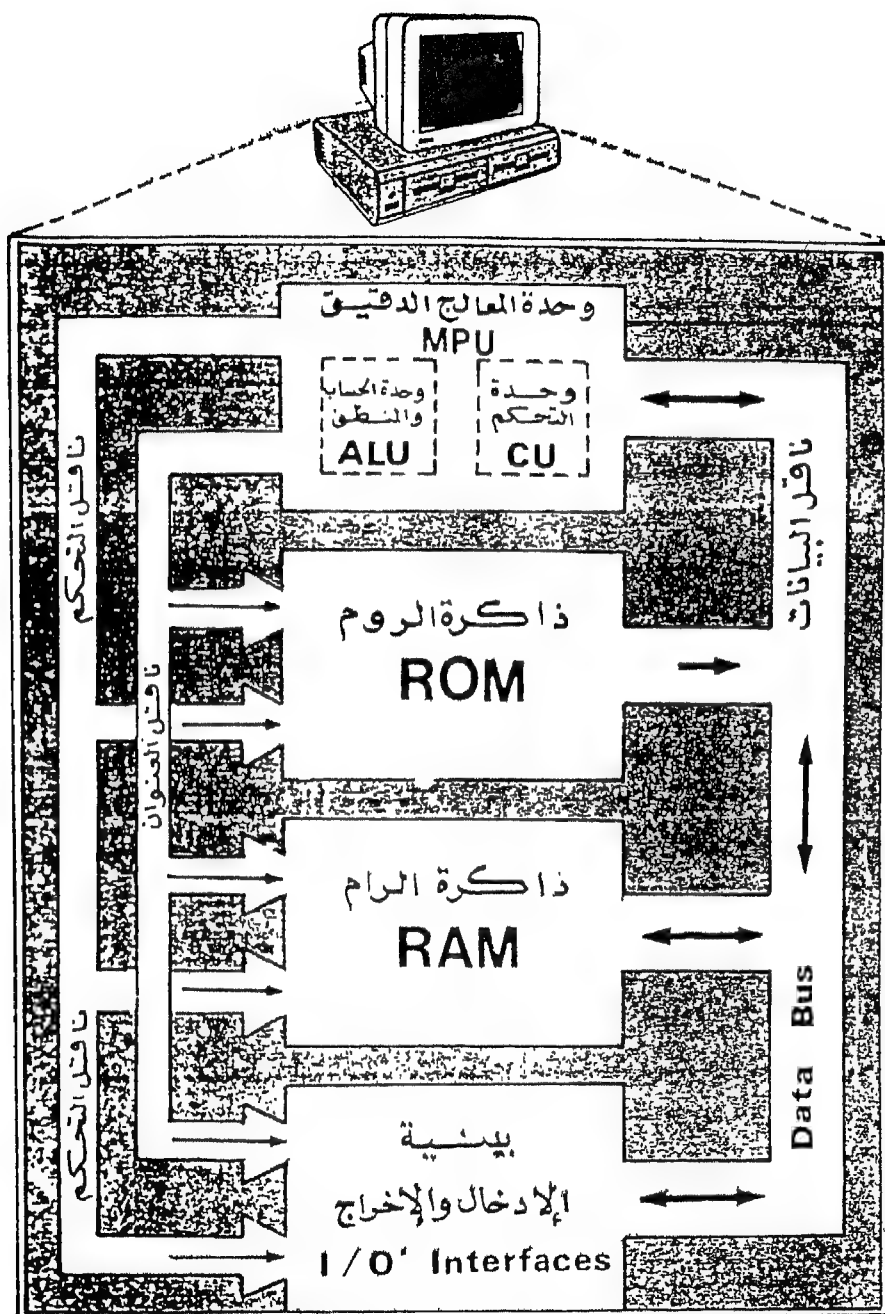 وحدة المعالج الدقيق
MPU
وحدة
التحكم
CU
وحدة الحساب
والمنطق
ALU
ناقل البيانات
Data Bus
ناقل التحكم
ناقل العنوان
ناقل التحكم
ذاكرة الروم
ROM
ذاكرة الرام
RAM
بينية
الإدخال والإخراج
I/O' Interfaces